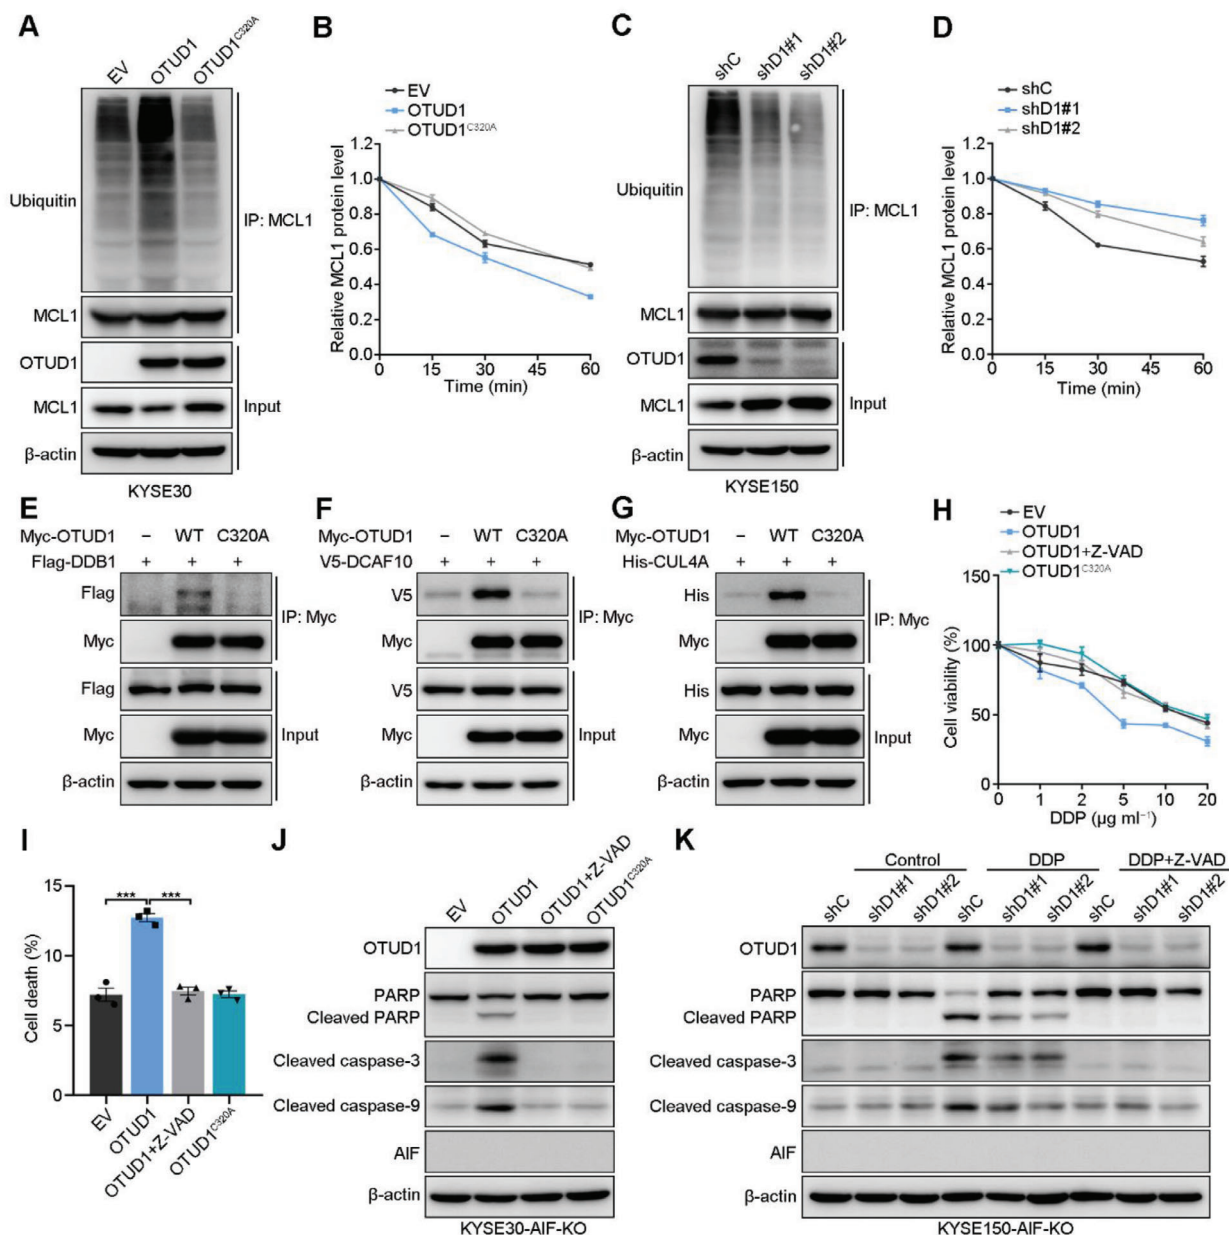 A
EV
OTUD1
OTUD1C320A
Ubiquitin
IP: MCL1
MCL1
OTUD1
MCL1
Input
β-actin
KYSE30
B
EV
OTUD1
OTUD1C320A
Relative MCL1 protein level
1.2
1.0
0.8
0.6
0.4
0.2
0.0
0 15 30 45 60
Time (min)
C
shC
shD1#1
shD1#2
Ubiquitin
IP: MCL1
MCL1
OTUD1
MCL1
Input
β-actin
KYSE150
D
shC
shD1#1
shD1#2
Relative MCL1 protein level
1.2
1.0
0.8
0.6
0.4
0.2
0.0
0 15 30 45 60
Time (min)
E
Myc-OTUD1 – WT C320A
Flag-DDB1 + + +
Flag
IP: Myc
Myc
Flag
Myc
Input
β-actin
F
Myc-OTUD1 – WT C320A
V5-DCAF10 + + +
V5
IP: Myc
Myc
V5
Myc
Input
β-actin
G
Myc-OTUD1 – WT C320A
His-CUL4A + + +
His
IP: Myc
Myc
His
Myc
Input
β-actin
H
EV
OTUD1
OTUD1+Z-VAD
OTUD1C320A
Cell viability (%)
150
100
50
0
0 1 2 5 10 20
DDP (μg ml⁻¹)
I
Cell death (%)
15
10
5
0
*** ***
EV
OTUD1
OTUD1+Z-VAD
OTUD1C320A
J
EV
OTUD1
OTUD1+Z-VAD
OTUD1C320A
OTUD1
PARP
Cleaved PARP
Cleaved caspase-3
Cleaved caspase-9
AIF
β-actin
KYSE30-AIF-KO
K
Control DDP DDP+Z-VAD
shC shD1#1 shD1#2 shC shD1#1 shD1#2 shC shD1#1 shD1#2
OTUD1
PARP
Cleaved PARP
Cleaved caspase-3
Cleaved caspase-9
AIF
β-actin
KYSE150-AIF-KO